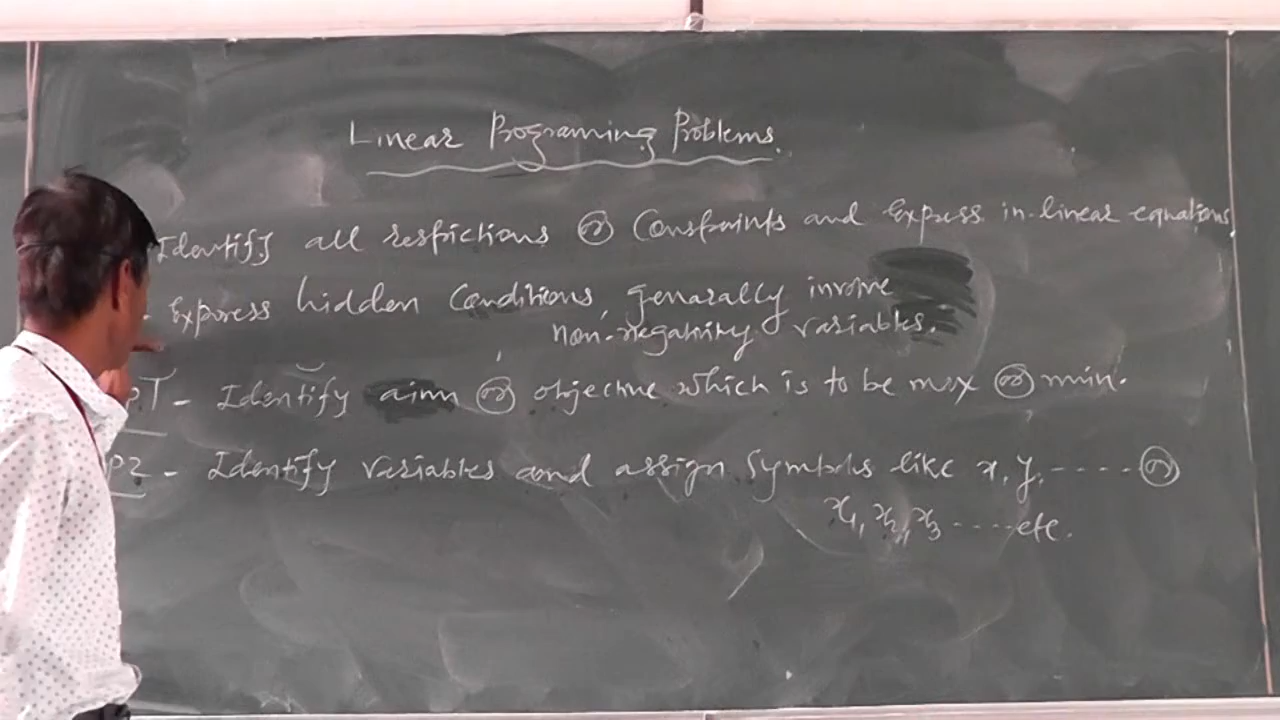 Linear Programing Problems.
Identify all restrictions or Constraints and Express in linear equations
- Express hidden Conditions, generally involve
non-negativity variables.
P.1 - Identify aim or objective which is to be max or min.
P2 - Identify variables and assign Symbols like x, y, ----- or
x1, x2, x3 ----- etc.